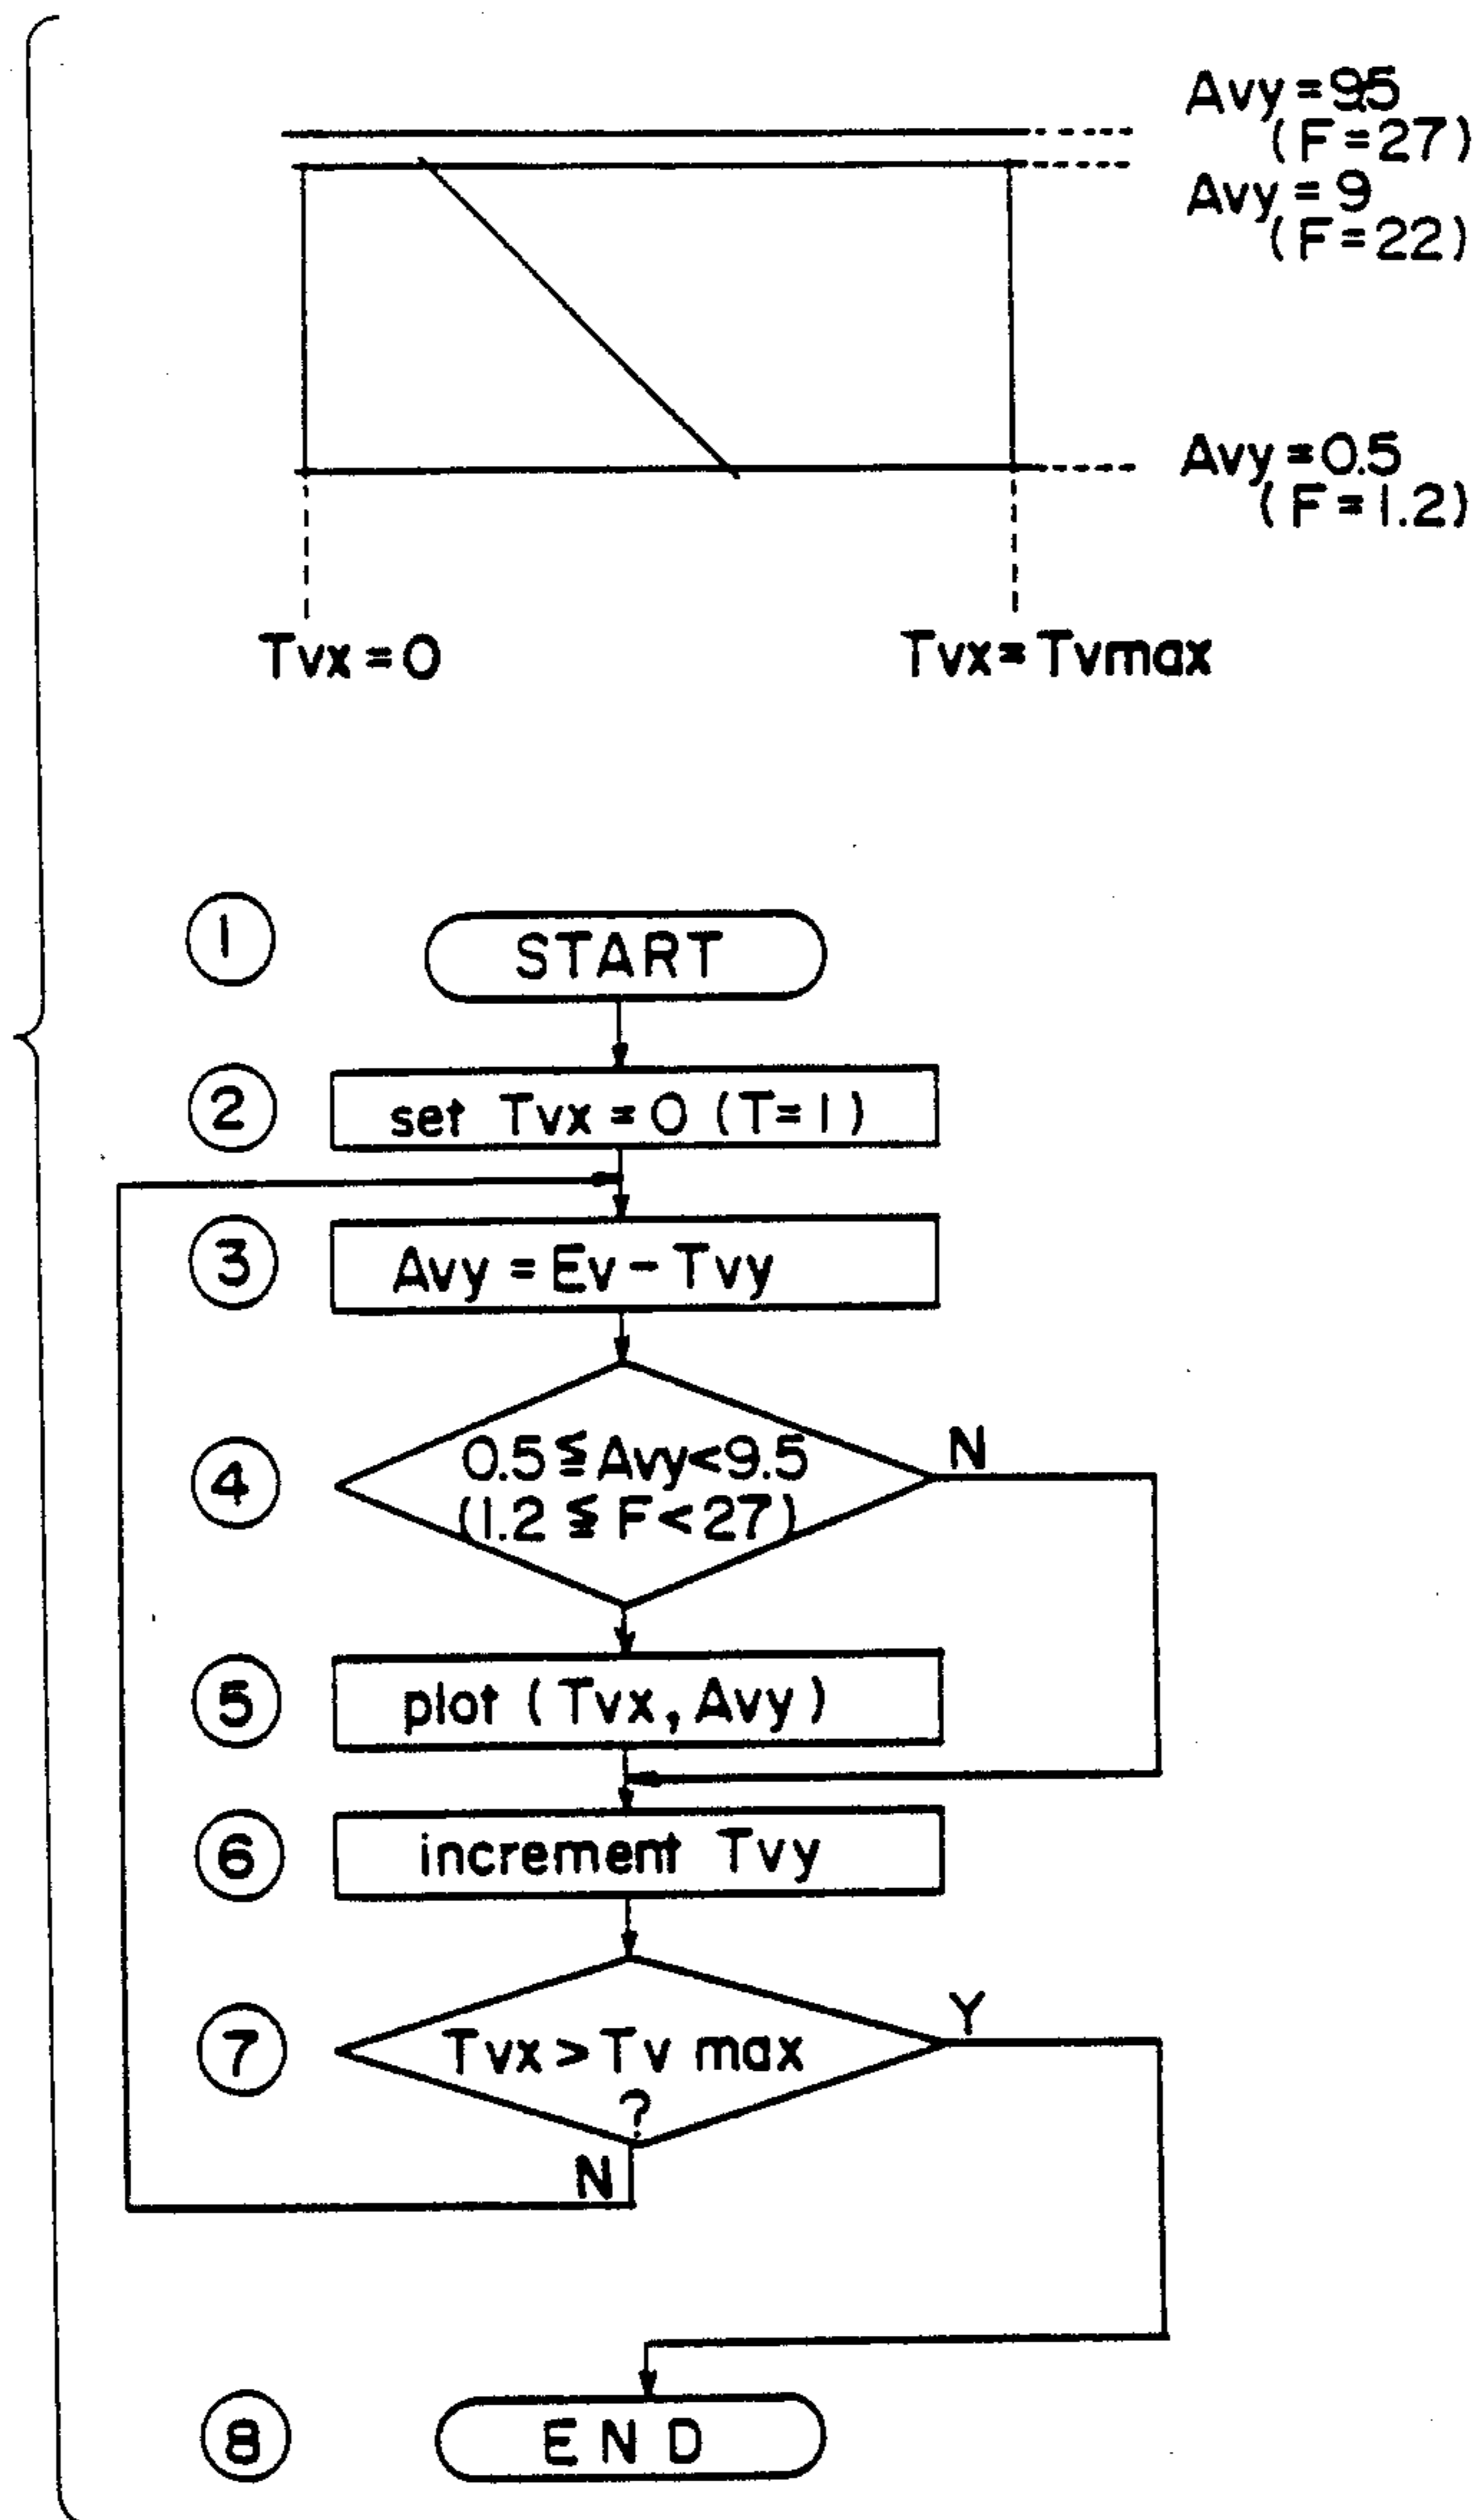 Avy=9.5
(F=27)
Avy=9
(F=22)
Avy=0.5
(F=1.2)
Tvx=0
Tvx=Tvmax
1
START
2
set Tvx=0 (T=1)
3
Avy=Ev-Tvy
4
0.5≦Avy<9.5
(1.2≦F<27)
N
5
plot (Tvx, Avy)
6
increment Tvy
7
Tvx>Tv max
?
Y
N
8
END